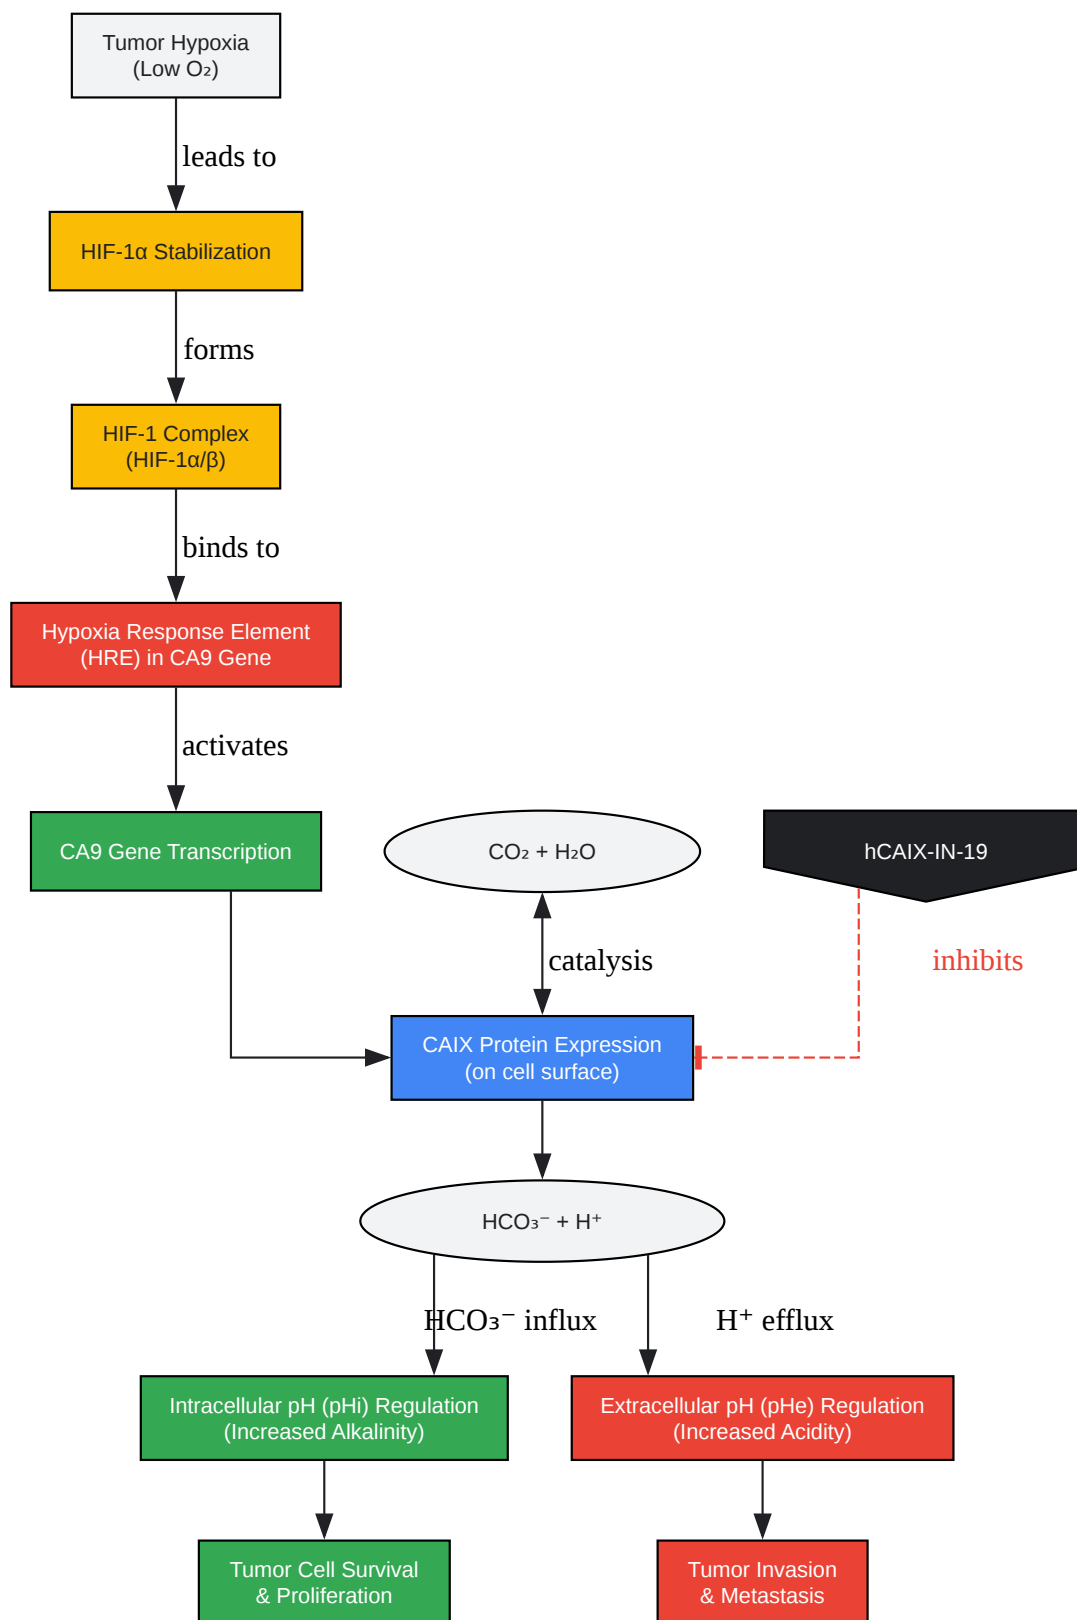 Tumor Hypoxia
(Low O₂)
leads to
HIF-1α Stabilization
forms
HIF-1 Complex
(HIF-1α/β)
binds to
Hypoxia Response Element
(HRE) in CA9 Gene
activates
CA9 Gene Transcription
CO₂ + H₂O
hCAIX-IN-19
catalysis
inhibits
CAIX Protein Expression
(on cell surface)
HCO₃⁻ + H⁺
HCO₃⁻ influx
H⁺ efflux
Intracellular pH (pHi) Regulation
(Increased Alkalinity)
Extracellular pH (pHe) Regulation
(Increased Acidity)
Tumor Cell Survival
& Proliferation
Tumor Invasion
& Metastasis